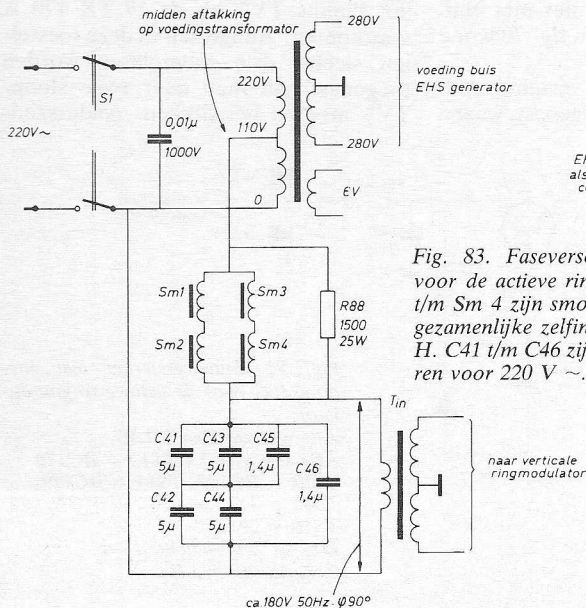 midden aftakking
op voedingstransformator
280V
S1
220V
voeding buis
EHS generator
220V~
0,01µ
1000V
110V
280V
0
EV
Fig. 83. Fasevers
voor de actieve rin
t/m Sm 4 zijn smo
gezamenlijke zelfin
H. C41 t/m C46 zij
ren voor 220 V ~.
Sm1
Sm3
R88
1500
25W
Sm2
Sm4
Tin
C41
5µ
C43
5µ
C45
1,4µ
C46
1,4µ
naar verticale
ringmodulator
C42
5µ
C44
5µ
ca.180V 50Hz. φ90°